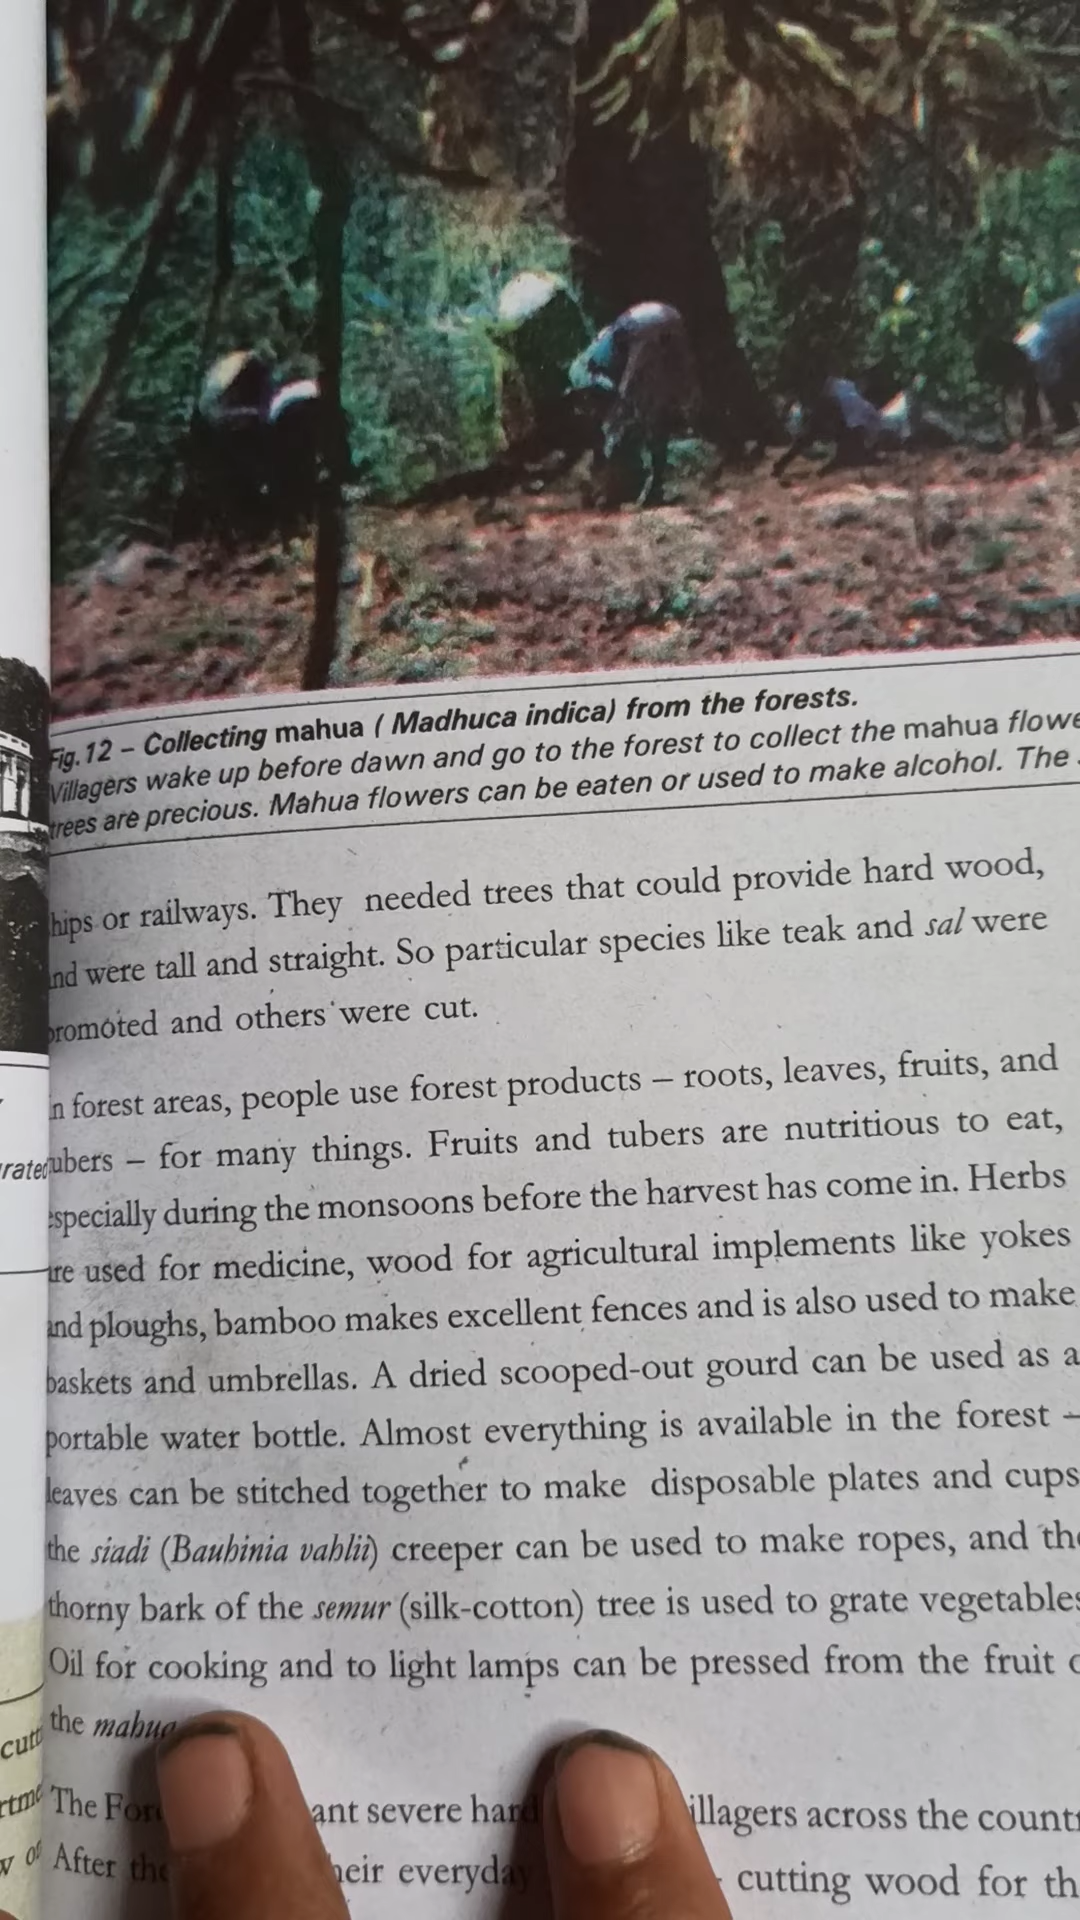 Fig.12 – Collecting mahua ( Madhuca indica) from the forests.
Villagers wake up before dawn and go to the forest to collect the mahua flowe
trees are precious. Mahua flowers can be eaten or used to make alcohol. The
hips or railways. They needed trees that could provide hard wood,
nd were tall and straight. So particular species like teak and sal were
romoted and others were cut.
n forest areas, people use forest products – roots, leaves, fruits, and
ubers – for many things. Fruits and tubers are nutritious to eat,
especially during the monsoons before the harvest has come in. Herbs
are used for medicine, wood for agricultural implements like yokes
and ploughs, bamboo makes excellent fences and is also used to make
baskets and umbrellas. A dried scooped-out gourd can be used as a
portable water bottle. Almost everything is available in the forest –
leaves can be stitched together to make disposable plates and cups
the siadi (Bauhinia vahlii) creeper can be used to make ropes, and the
thorny bark of the semur (silk-cotton) tree is used to grate vegetables
Oil for cooking and to light lamps can be pressed from the fruit o
the mahua
The For ant severe hard illagers across the countr
After the heir everyday cutting wood for th